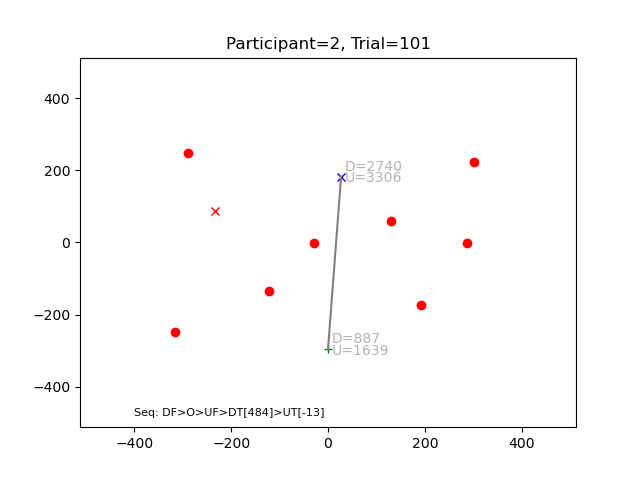 Participant=2, Trial=101
400
200
0
−200
−400
D=2740
U=3306
D=887
U=1639
Seq: DF>O>UF>DT[484]>UT[-13]
−400
−200
0
200
400